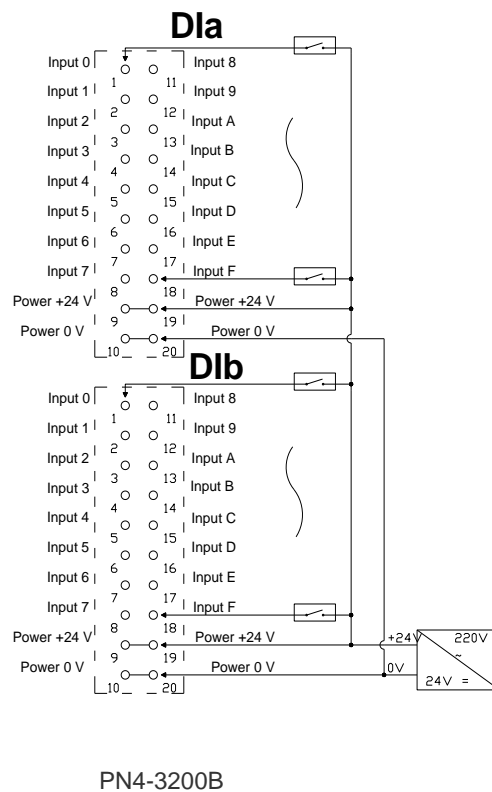 DIa
Input 0 Input 8
1 11
Input 1 Input 9
2 12
Input 2 Input A
3 13
Input 3 Input B
4 14
Input 4 Input C
5 15
Input 5 Input D
6 16
Input 6 Input E
7 17
Input 7 Input F
8 18
Power +24 V Power +24 V
9 19
Power 0 V Power 0 V
10 20
DIb
Input 0 Input 8
1 11
Input 1 Input 9
2 12
Input 2 Input A
3 13
Input 3 Input B
4 14
Input 4 Input C
5 15
Input 5 Input D
6 16
Input 6 Input E
7 17
Input 7 Input F
8 18
Power +24 V Power +24 V +24V 220V
9 19 ~
Power 0 V Power 0 V 0V
10 20 24V =
PN4-3200B